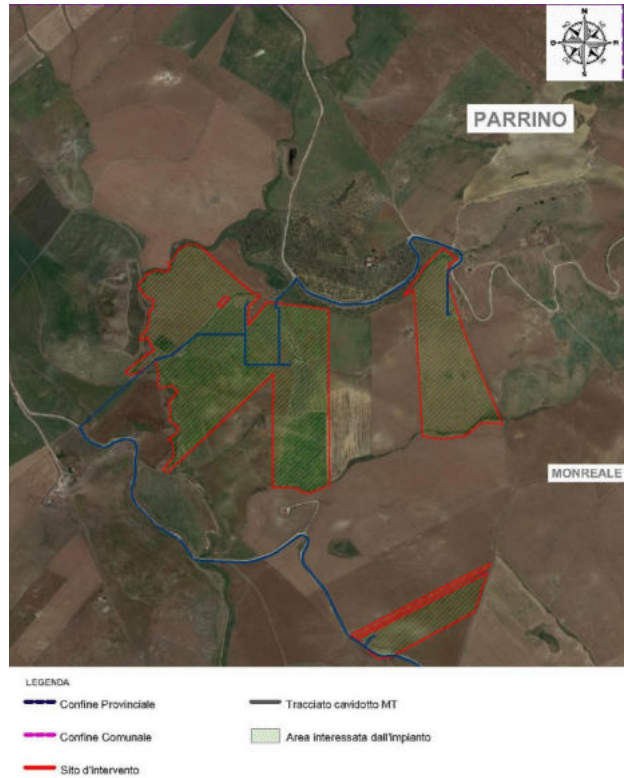 N
O
E
S
PARRINO
MONREALE
LEGENDA
Confine Provinciale
Tracciato cavidotto MT
Confine Comunale
Area interessata dall'impianto
Sito d'intervento